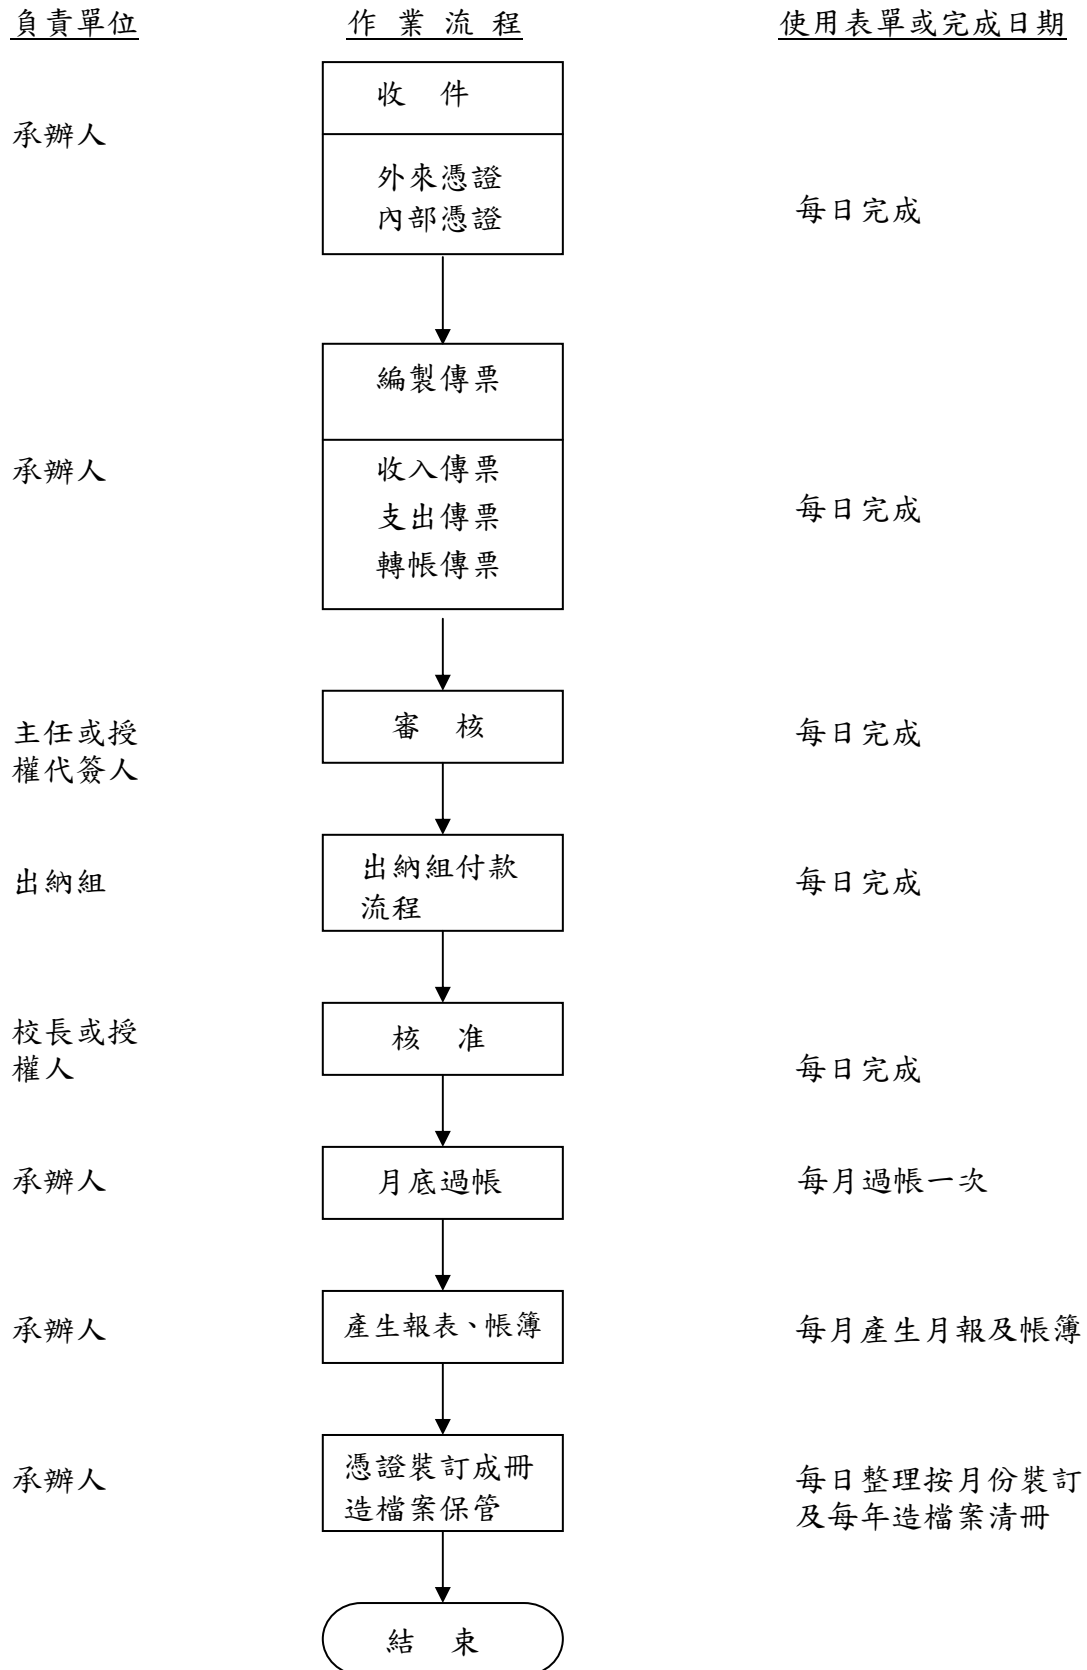 負責單位 作業流程 使用表單或完成日期
收 件
承辦人
外來憑證
內部憑證
每日完成
編製傳票
承辦人
收入傳票
支出傳票
轉帳傳票
每日完成
主任或授
權代簽人
審 核
每日完成
出納組
出納組付款
流程
每日完成
校長或授
權人
核 准
每日完成
承辦人
月底過帳
每月過帳一次
承辦人
產生報表、帳簿
每月產生月報及帳簿
承辦人
憑證裝訂成冊
造檔案保管
每日整理按月份裝訂
及每年造檔案清冊
結 束